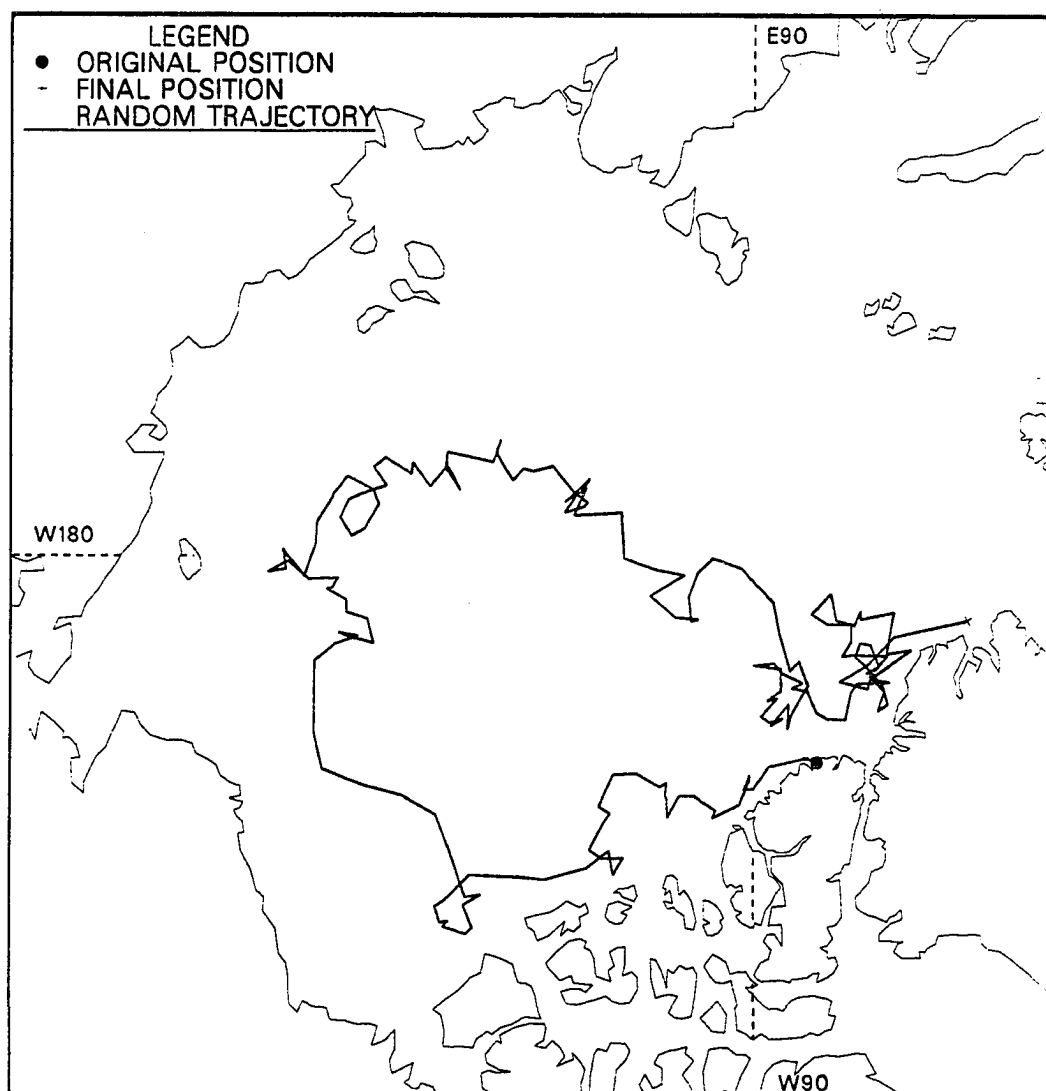 LEGEND
● ORIGINAL POSITION
- FINAL POSITION
RANDOM TRAJECTORY
E90
W180
W90